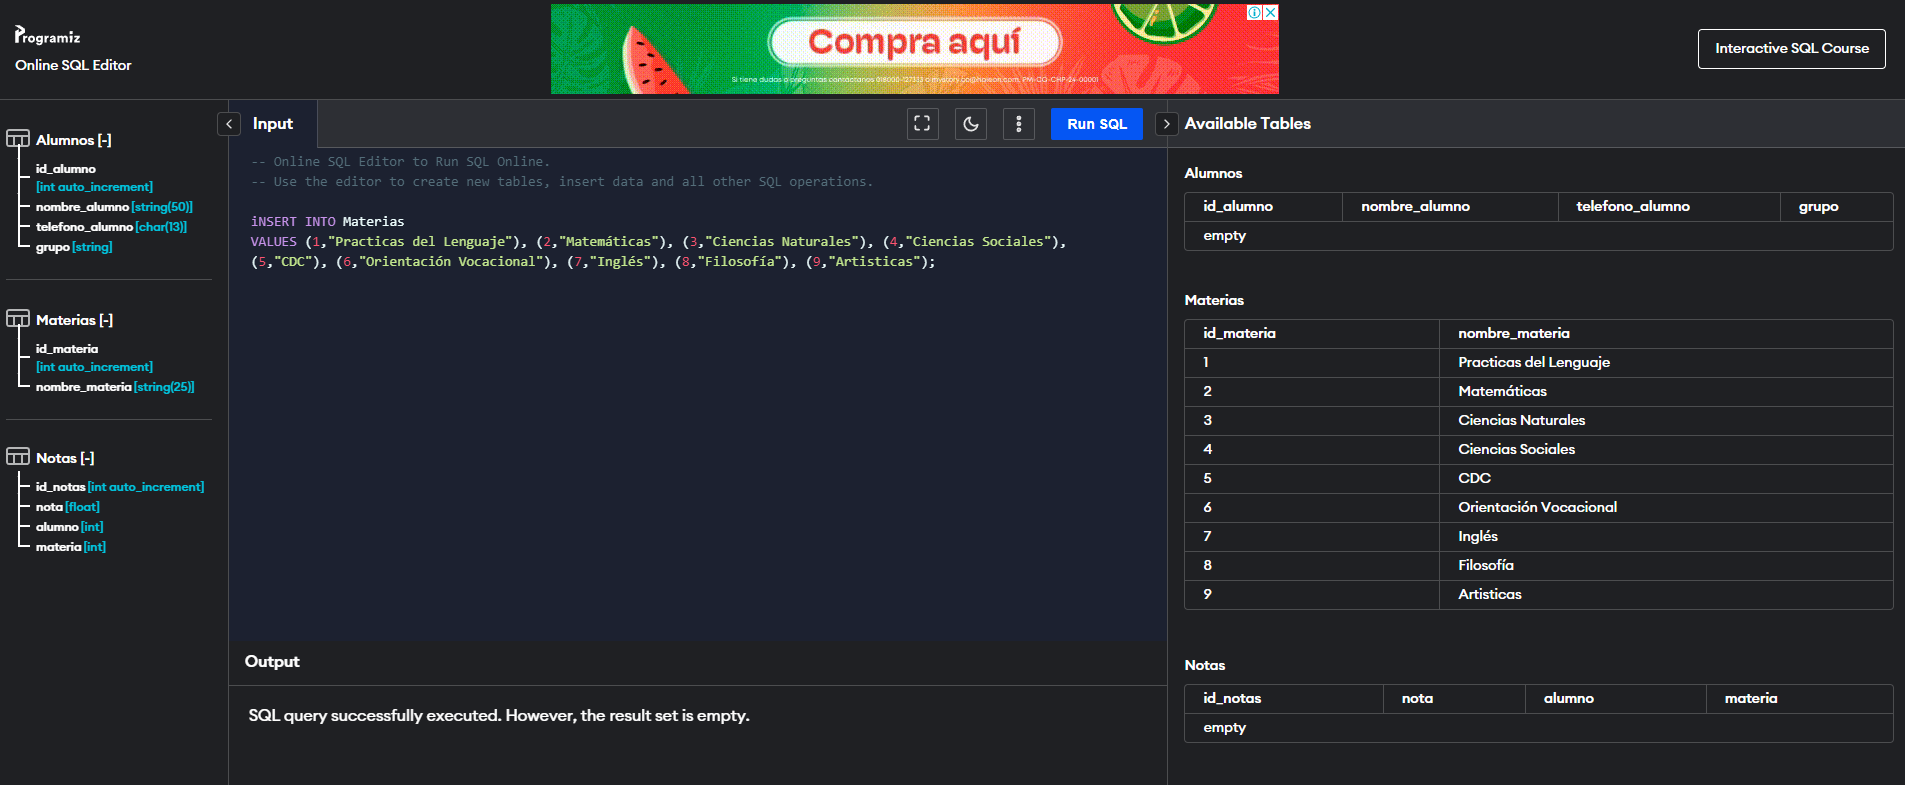 Programiz
Online SQL Editor
Compra aquí
Interactive SQL Course
Alumnos [-]
id_alumno
[int auto_increment]
nombre_alumno [string(50)]
telefono_alumno [char(13)]
grupo [string]
Materias [-]
id_materia
[int auto_increment]
nombre_materia [string(25)]
Notas [-]
id_notas [int auto_increment]
nota [float]
alumno [int]
materia [int]
Input
Run SQL
-- Online SQL Editor to Run SQL Online.
-- Use the editor to create new tables, insert data and all other SQL operations.
iNSERT INTO Materias
VALUES (1,"Practicas del Lenguaje"), (2,"Matemáticas"), (3,"Ciencias Naturales"), (4,"Ciencias Sociales"),
(5,"CDC"), (6,"Orientación Vocacional"), (7,"Inglés"), (8,"Filosofía"), (9,"Artisticas");
Output
SQL query successfully executed. However, the result set is empty.
Available Tables
Alumnos
id_alumno nombre_alumno telefono_alumno grupo
empty
Materias
id_materia nombre_materia
1 Practicas del Lenguaje
2 Matemáticas
3 Ciencias Naturales
4 Ciencias Sociales
5 CDC
6 Orientación Vocacional
7 Inglés
8 Filosofía
9 Artisticas
Notas
id_notas nota alumno materia
empty